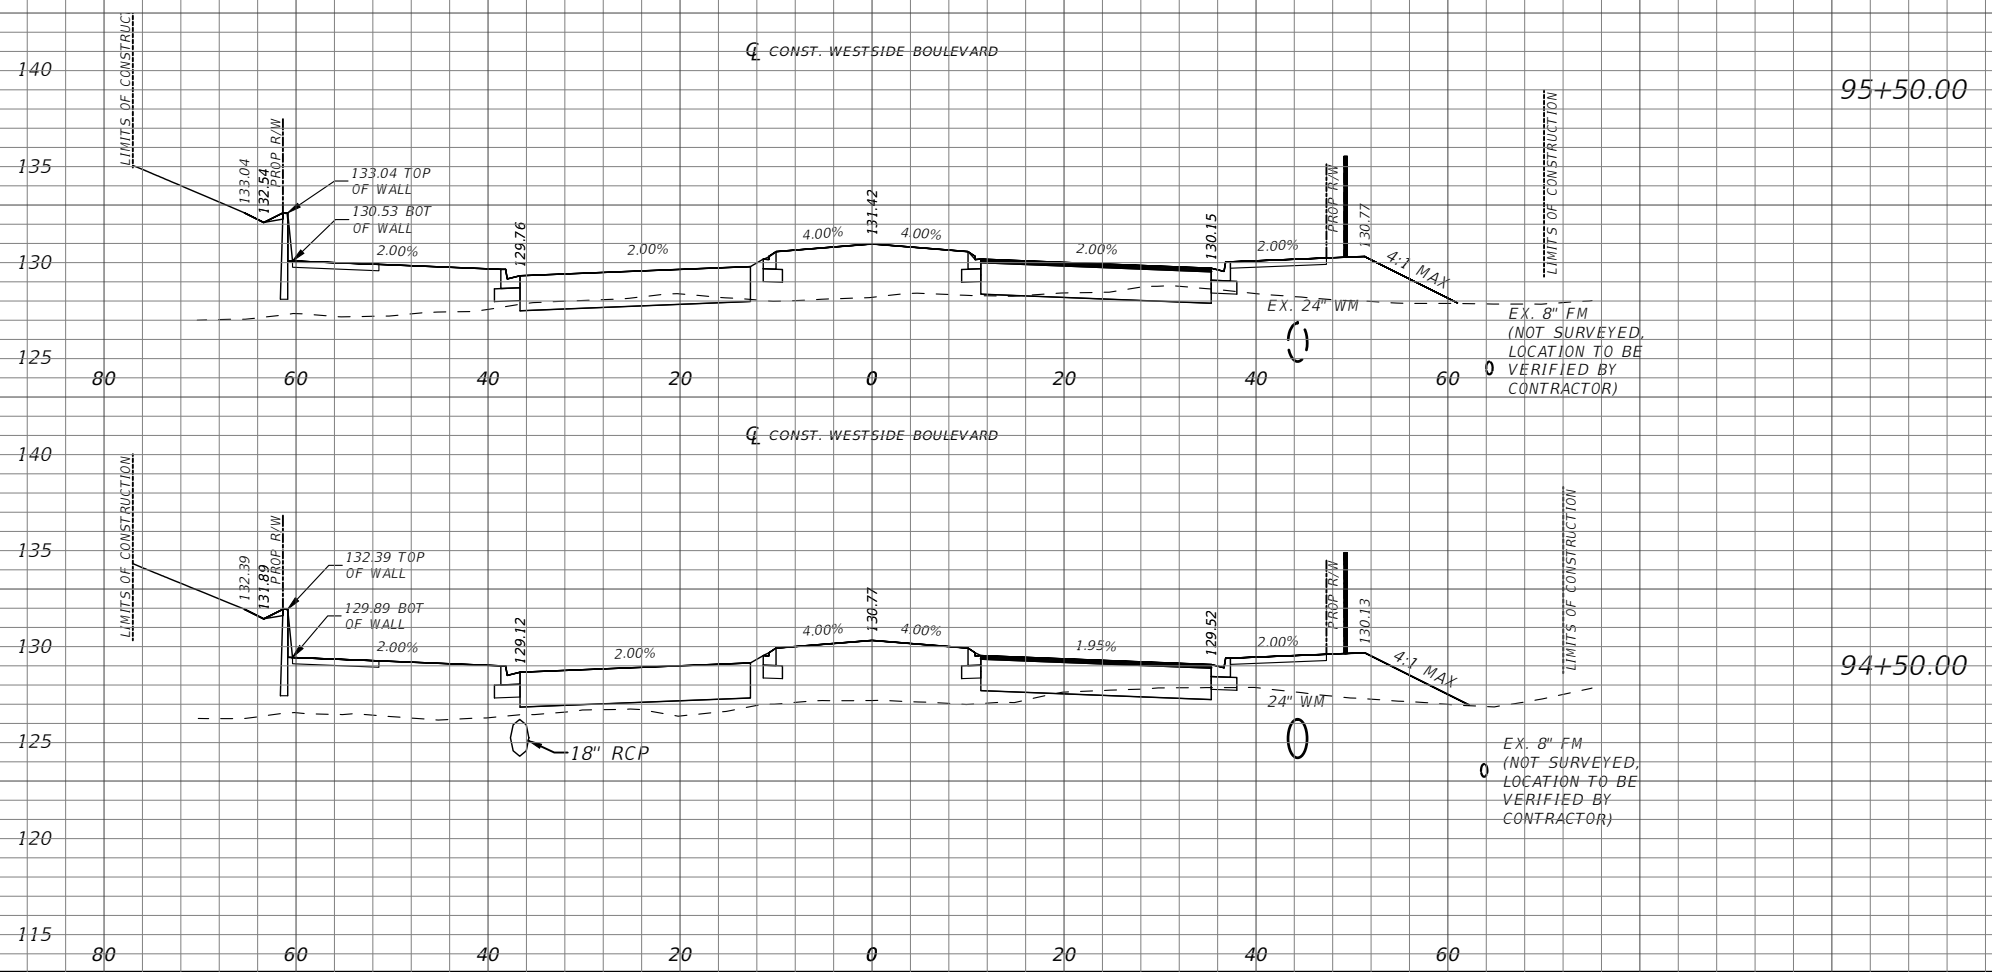 LIMITS OF CONSTRUCT
℄ CONST. WESTSIDE BOULEVARD
95+50.00
140
135
130
125
133.04
132.54
PROP R/W
133.04 TOP
OF WALL
130.53 BOT
OF WALL
2.00%
129.76
2.00%
4.00%
131.42
4.00%
2.00%
130.15
2.00%
PROP R/W
130.77
4:1 MAX
LIMITS OF CONSTRUCTION
EX. 24" WM
EX. 8" FM
(NOT SURVEYED,
LOCATION TO BE
VERIFIED BY
CONTRACTOR)
80
60
40
20
0
20
40
60
℄ CONST. WESTSIDE BOULEVARD
94+50.00
140
135
130
125
120
115
LIMITS OF CONSTRUCTION
132.39
131.89
PROP R/W
132.39 TOP
OF WALL
129.89 BOT
OF WALL
2.00%
129.12
2.00%
4.00%
130.77
4.00%
1.95%
129.52
2.00%
PROP R/W
130.13
4:1 MAX
LIMITS OF CONSTRUCTION
18" RCP
24" WM
EX. 8" FM
(NOT SURVEYED,
LOCATION TO BE
VERIFIED BY
CONTRACTOR)
80
60
40
20
0
20
40
60